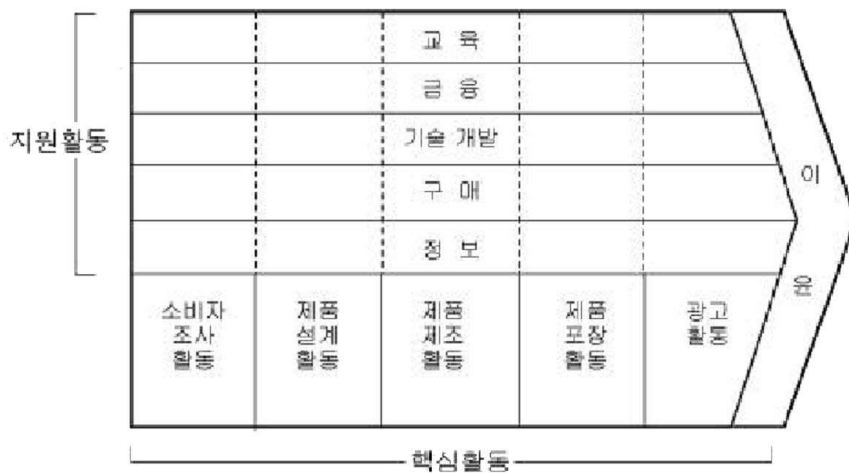 지원활동
교 육
금 융
기술 개발
구 매
정 보
이
윤
소비자
조사
활동
제품
설계
활동
제품
제조
활동
제품
포장
활동
광고
활동
핵심활동